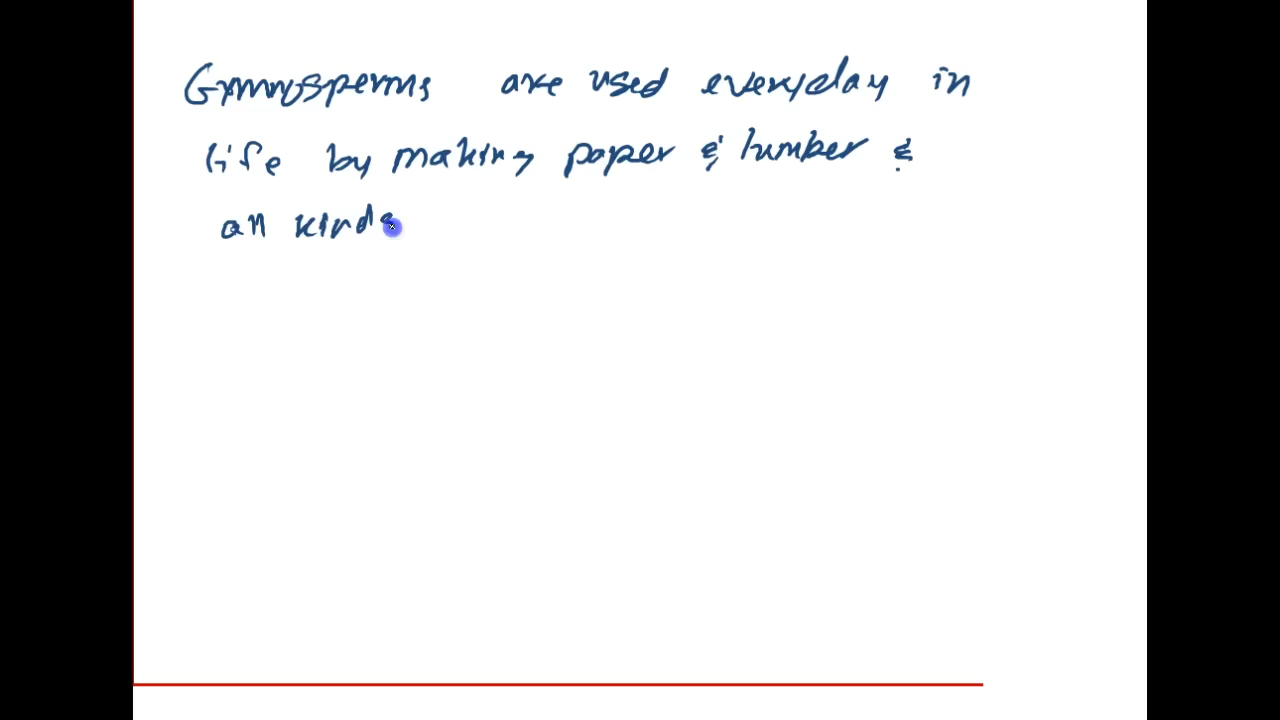 Gymnosperms are used everyday in
life by making paper & lumber &
all kinds